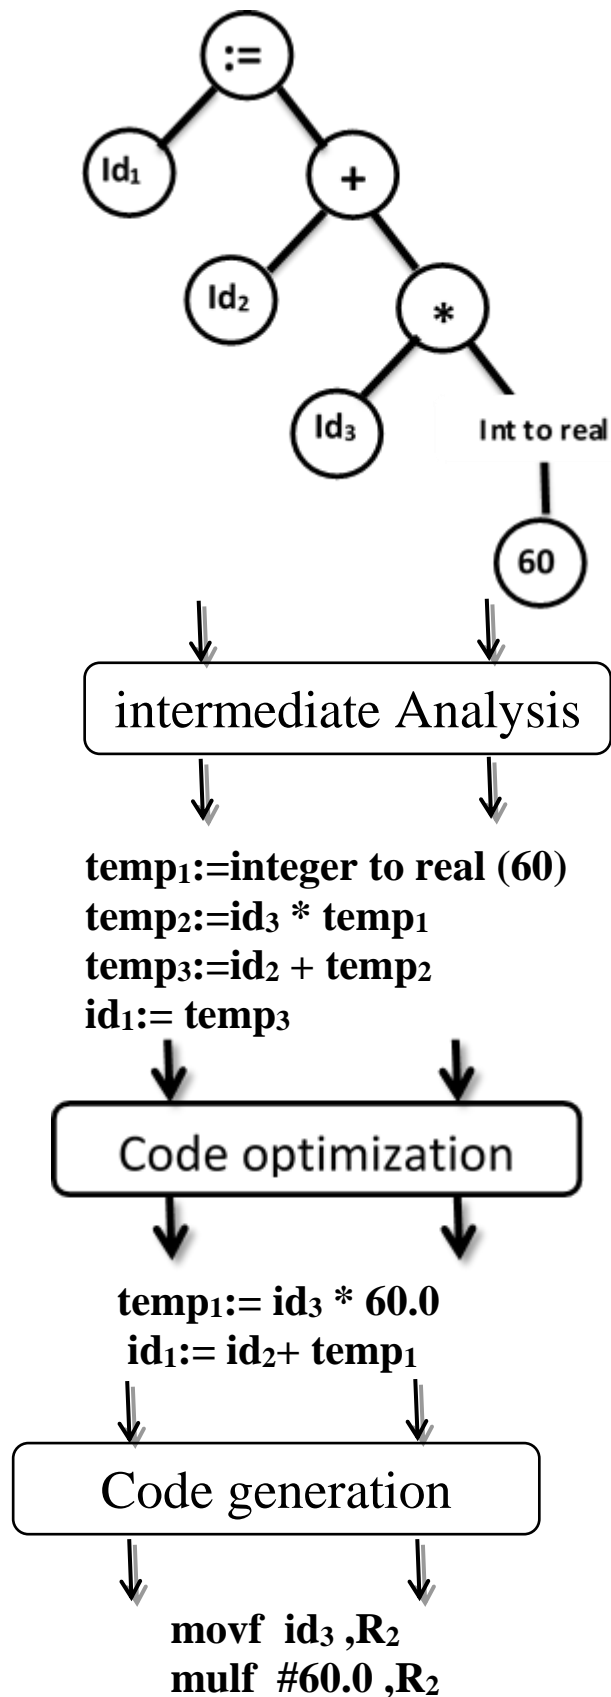 :=
Id₁
+
Id₂
*
Id₃
Int to real
60
intermediate Analysis
temp₁:=integer to real (60)
temp₂:=id₃ * temp₁
temp₃:=id₂ + temp₂
id₁:= temp₃
Code optimization
temp₁:= id₃ * 60.0
id₁:= id₂+ temp₁
Code generation
movf id₃ ,R₂
mulf #60.0 ,R₂